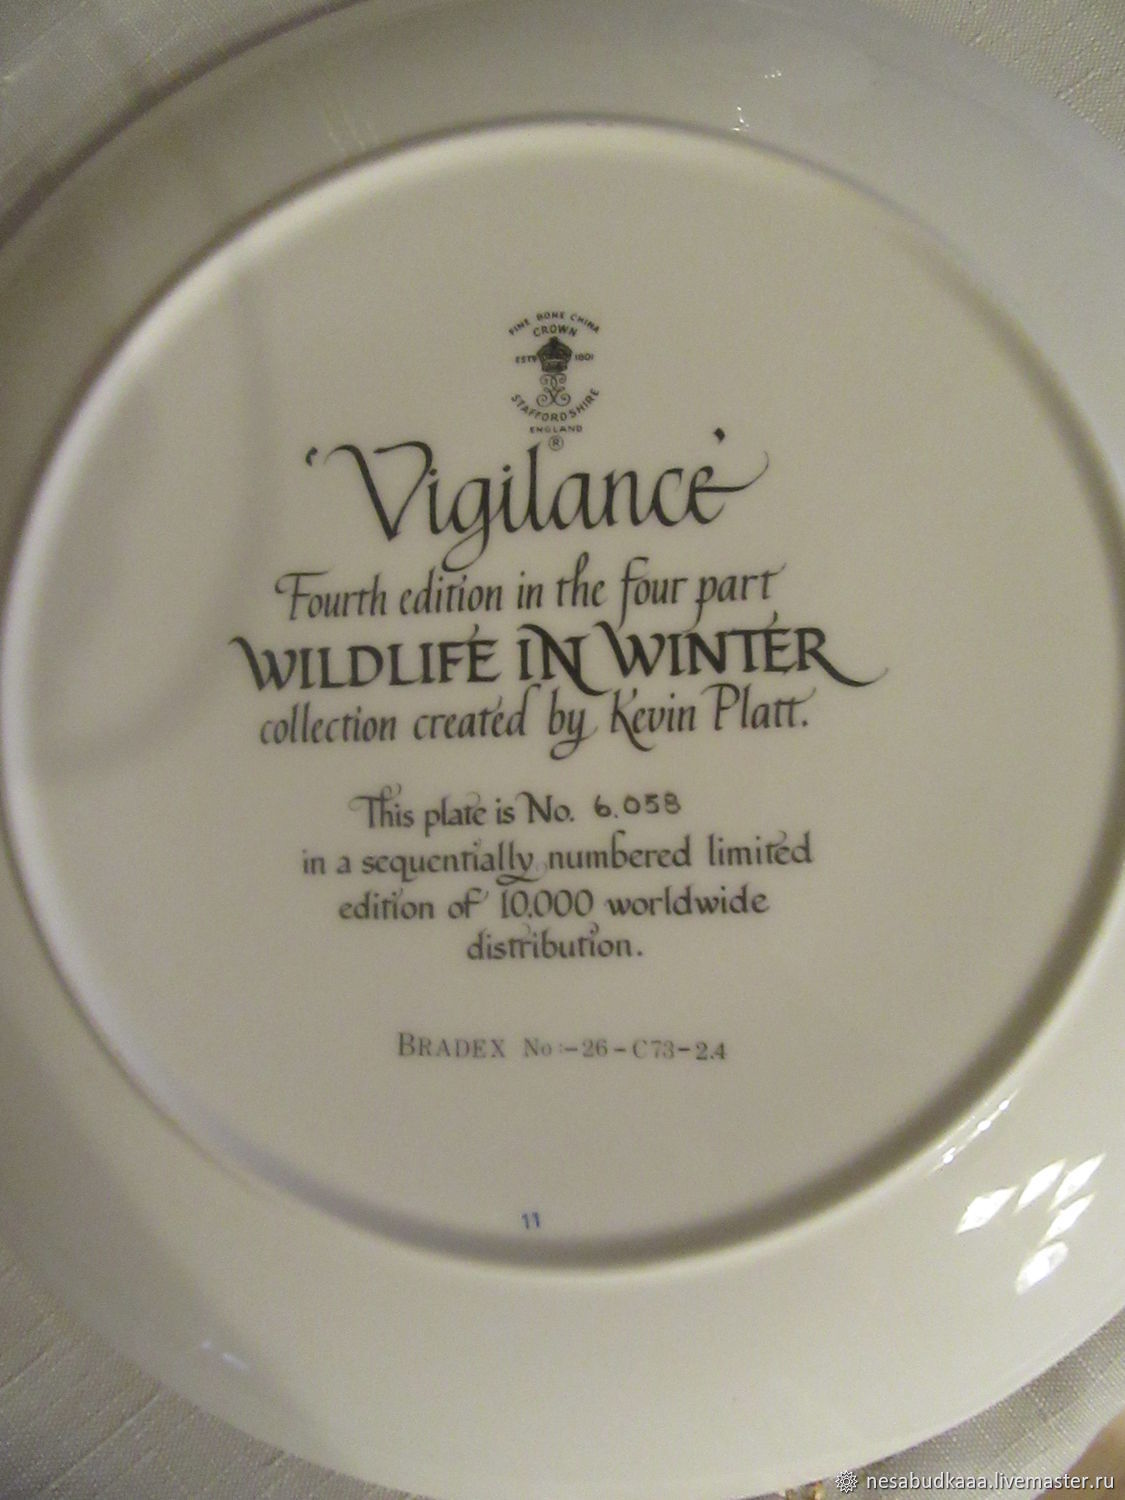 FINE BONE CHINA
CROWN
ESTD 1801
STAFFORDSHIRE
ENGLAND
®
'Vigilance'
Fourth edition in the four part
WILDLIFE IN WINTER
collection created by Kevin Platt.
This plate is No. 6.058
in a sequentially numbered limited
edition of 10,000 worldwide
distribution.
BRADEX No:-26-C73-2.4
11
nesabudkaaa.livemaster.ru